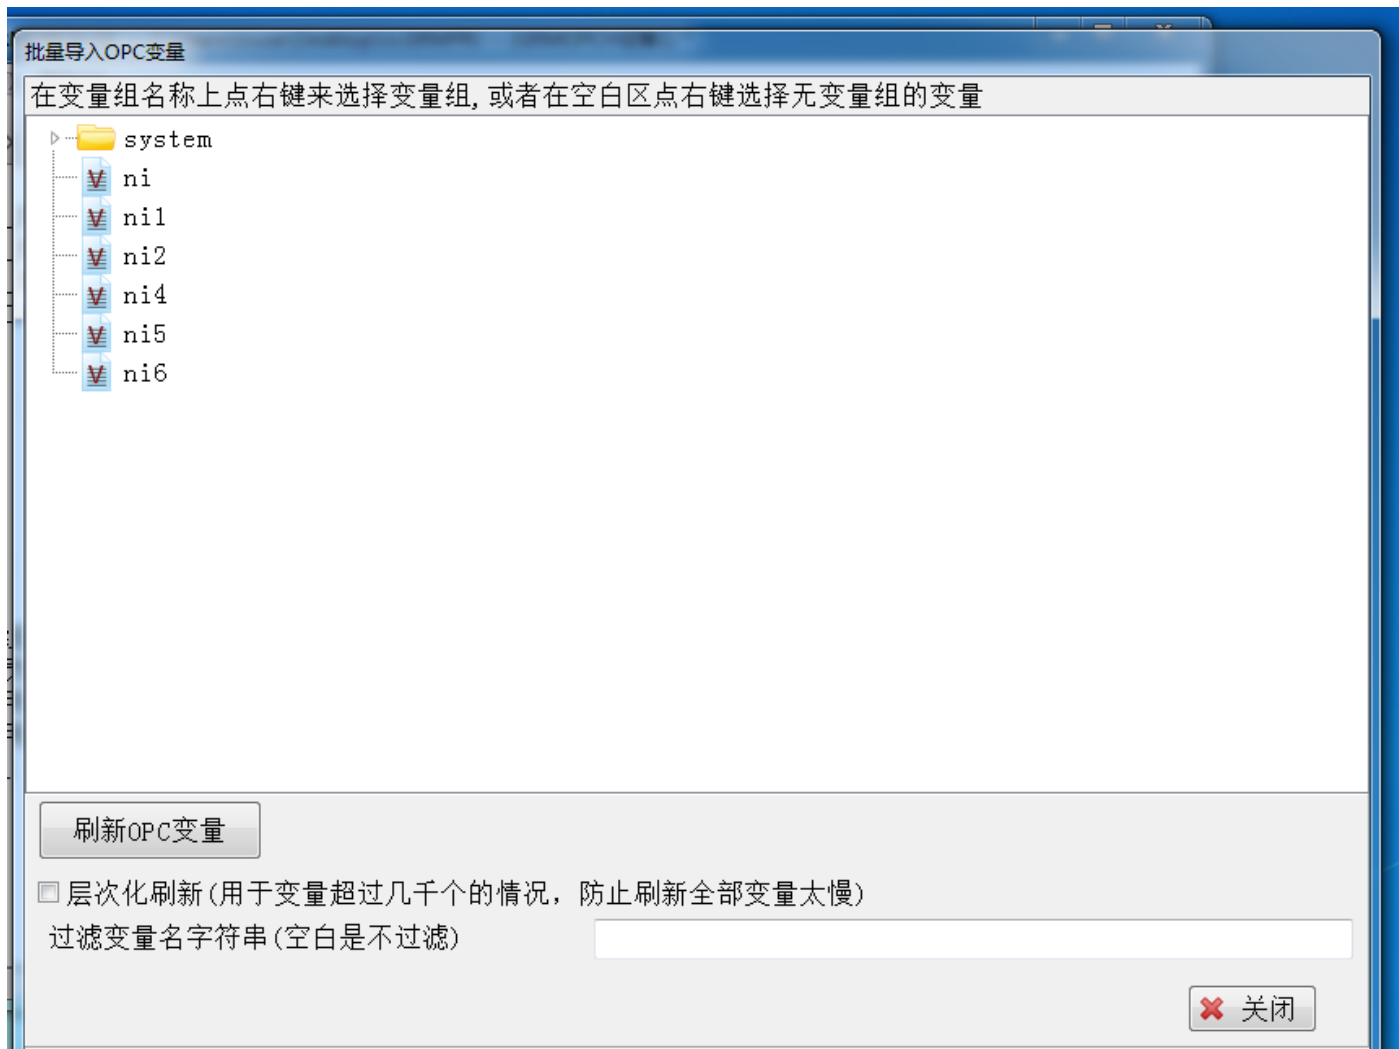 批量导入OPC变量
在变量组名称上点右键来选择变量组,或者在空白区点右键选择无变量组的变量
system
ni
ni1
ni2
ni4
ni5
ni6
刷新OPC变量
层次化刷新(用于变量超过几千个的情况，防止刷新全部变量太慢)
过滤变量名字符串(空白是不过滤)
关闭